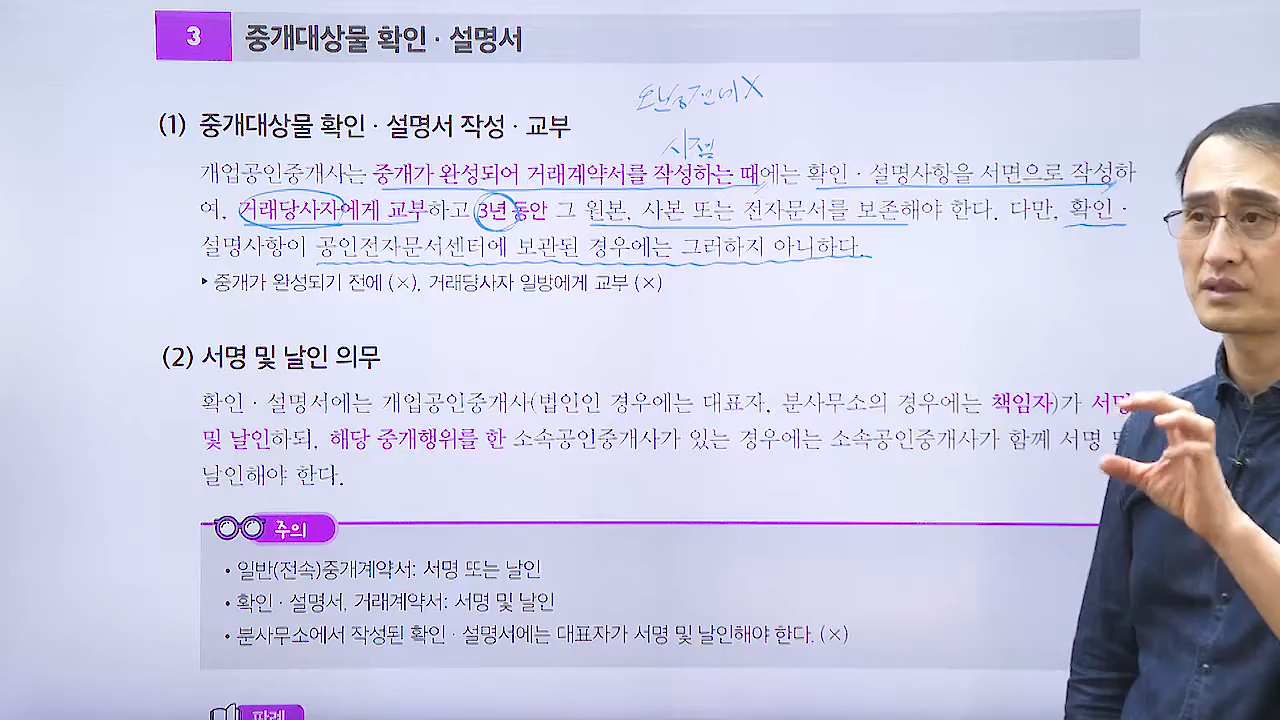 3 중개대상물 확인 · 설명서
완성전에 X
(1) 중개대상물 확인 · 설명서 작성 · 교부
시점
개업공인중개사는 중개가 완성되어 거래계약서를 작성하는 때에는 확인 · 설명사항을 서면으로 작성하
여, 거래당사자에게 교부하고 3년 동안 그 원본, 사본 또는 전자문서를 보존해야 한다. 다만, 확인 ·
설명사항이 공인전자문서센터에 보관된 경우에는 그러하지 아니하다.
▸ 중개가 완성되기 전에 (×), 거래당사자 일방에게 교부 (×)
(2) 서명 및 날인 의무
확인 · 설명서에는 개업공인중개사(법인인 경우에는 대표자, 분사무소의 경우에는 책임자)가 서명
및 날인하되, 해당 중개행위를 한 소속공인중개사가 있는 경우에는 소속공인중개사가 함께 서명
날인해야 한다.
주의
• 일반(전속)중개계약서: 서명 또는 날인
• 확인 · 설명서, 거래계약서: 서명 및 날인
• 분사무소에서 작성된 확인 · 설명서에는 대표자가 서명 및 날인해야 한다. (×)
판례